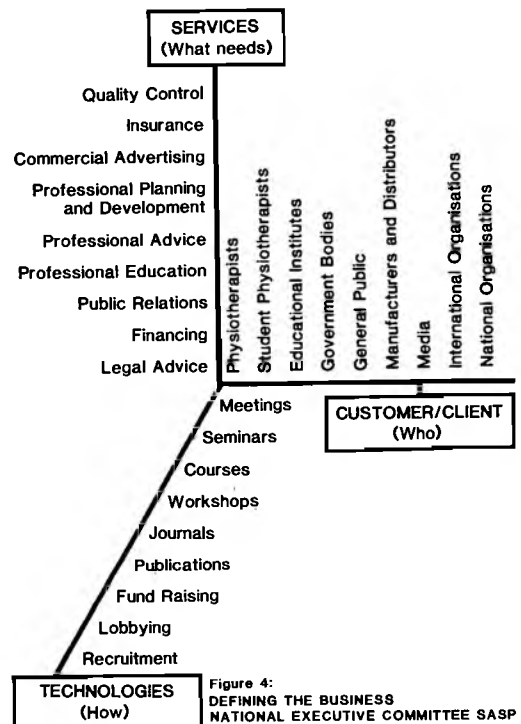 SERVICES
(What needs)
Quality Control
Insurance
Commercial Advertising
Professional Planning
and Development
Professional Advice
Professional Education
Public Relations
Financing
Legal Advice
Physiotherapists
Student Physiotherapists
Educational Institutes
Government Bodies
General Public
Manufacturers and Distributors
Media
International Organisations
National Organisations
CUSTOMER/CLIENT
(Who)
Meetings
Seminars
Courses
Workshops
Journals
Publications
Fund Raising
Lobbying
Recruitment
TECHNOLOGIES
(How)
Figure 4:
DEFINING THE BUSINESS
NATIONAL EXECUTIVE COMMITTEE SASP